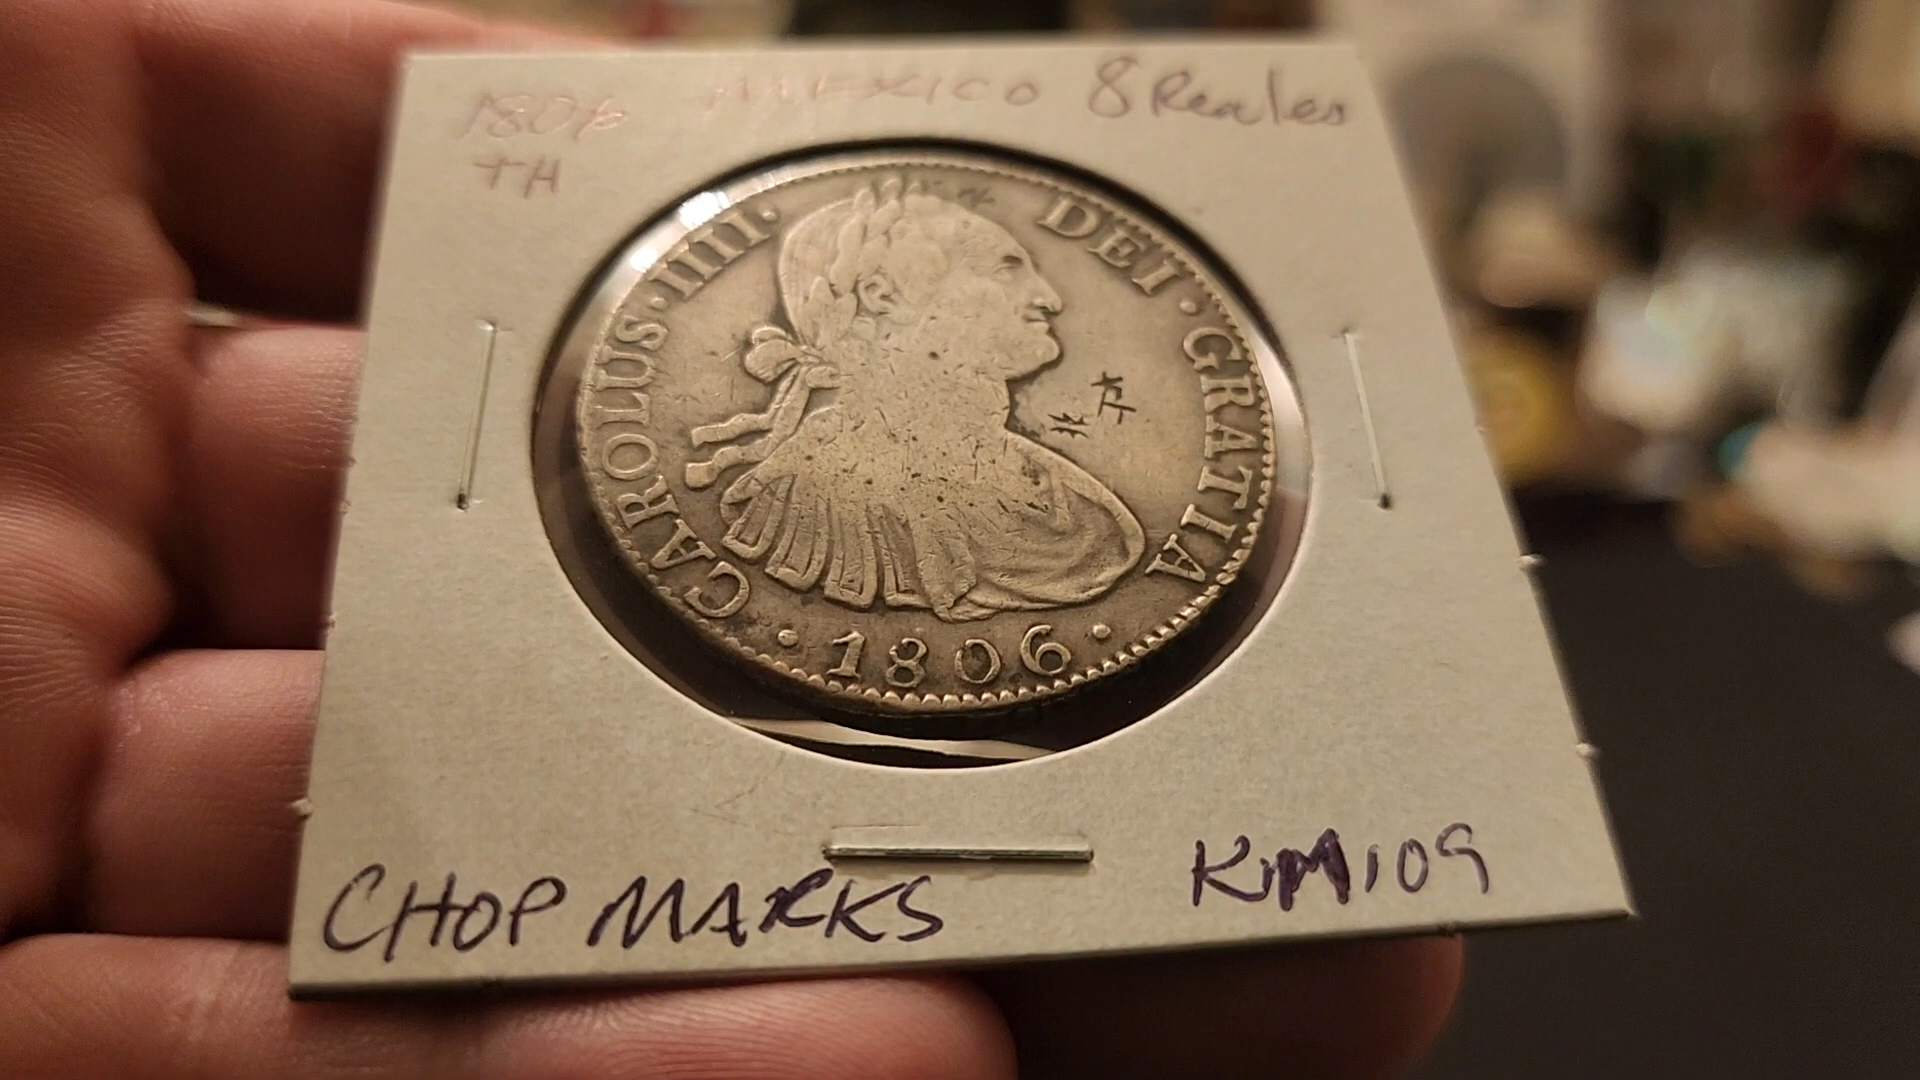 1806 MEXICO 8 Reales
TH
CAROLUS·IIII· DEI·GRATIA
·1806·
CHOP MARKS KM109